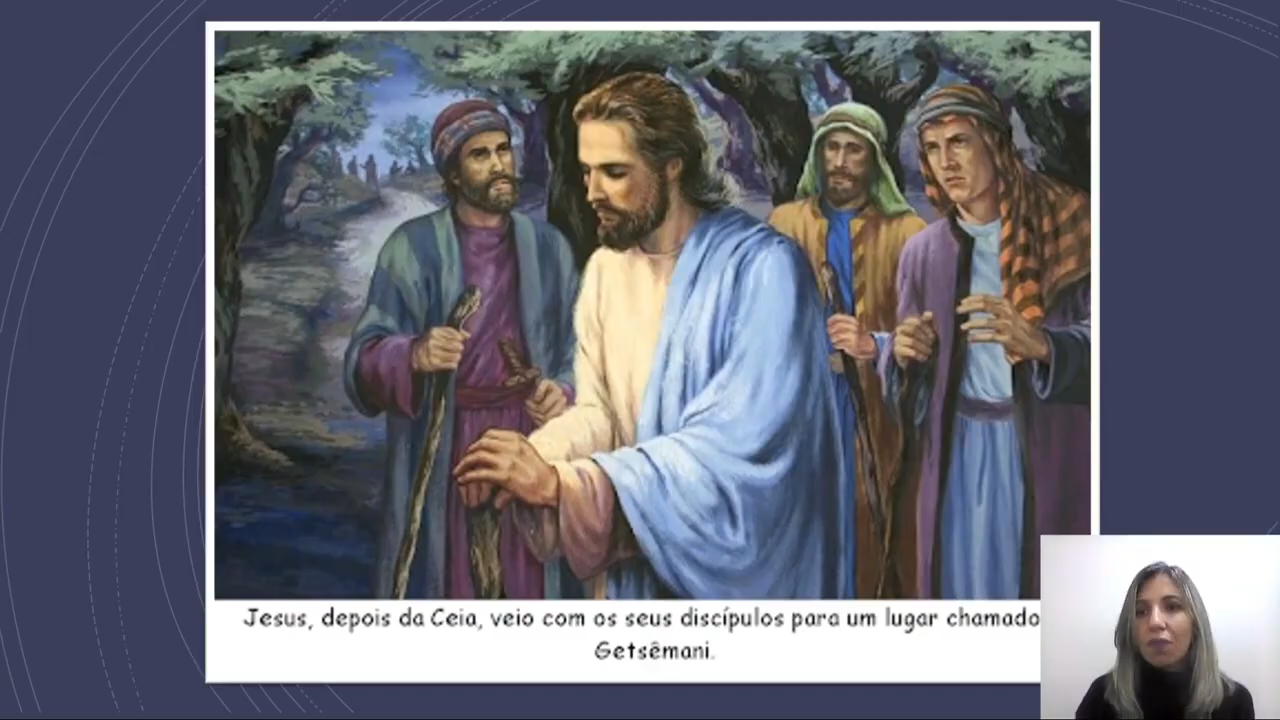 Jesus, depois da Ceia, veio com os seus discípulos para um lugar chamado
Getsêmani.